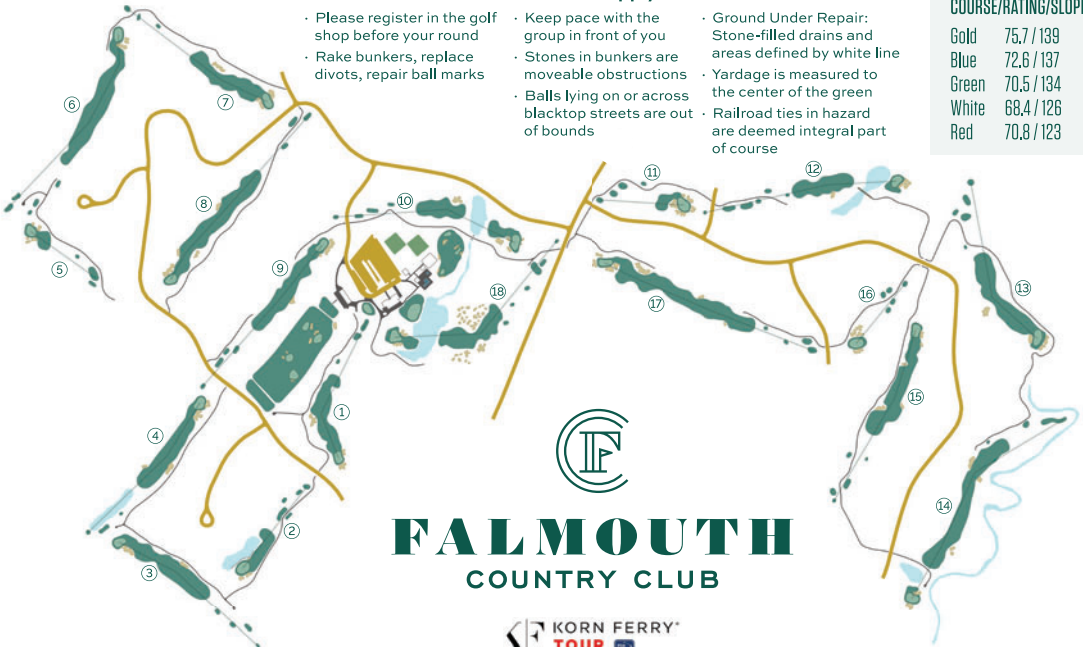 · Please register in the golf
shop before your round
· Rake bunkers, replace
divots, repair ball marks
· Keep pace with the
group in front of you
· Stones in bunkers are
moveable obstructions
· Balls lying on or across
blacktop streets are out
of bounds
· Ground Under Repair:
Stone-filled drains and
areas defined by white line
· Yardage is measured to
the center of the green
· Railroad ties in hazard
are deemed integral part
of course
COURSE/RATING/SLOPE
Gold 75.7 / 139
Blue 72.6 / 137
Green 70.5 / 134
White 68.4 / 126
Red 70.8 / 123
6
7
8
5
9
10
11
12
18
17
16
13
1
15
4
14
2
3
CFC
FALMOUTH
COUNTRY CLUB
KORN FERRY
TOUR